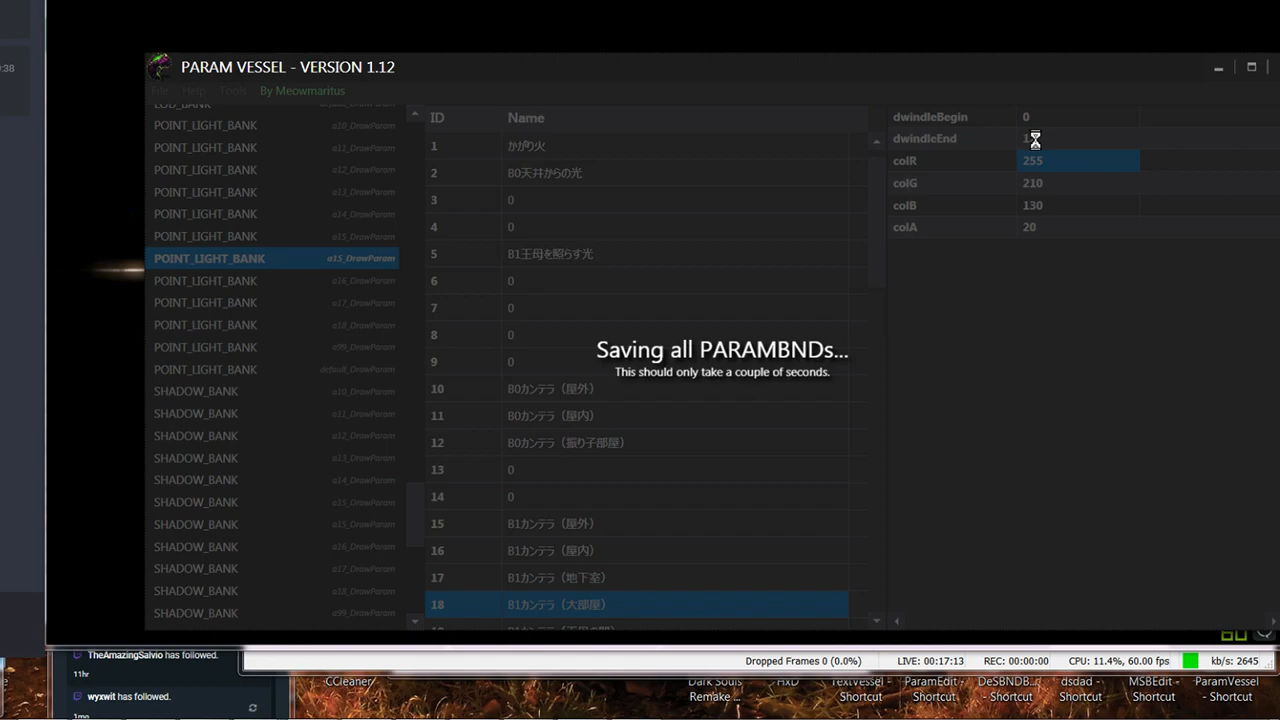 :38
PARAM VESSEL - VERSION 1.12
File Help Tools By Meowmaritus
LOD_BANK
POINT_LIGHT_BANK a10_DrawParam
POINT_LIGHT_BANK a11_DrawParam
POINT_LIGHT_BANK a12_DrawParam
POINT_LIGHT_BANK a13_DrawParam
POINT_LIGHT_BANK a14_DrawParam
POINT_LIGHT_BANK a15_DrawParam
POINT_LIGHT_BANK a15_DrawParam
POINT_LIGHT_BANK a16_DrawParam
POINT_LIGHT_BANK a17_DrawParam
POINT_LIGHT_BANK a18_DrawParam
POINT_LIGHT_BANK a99_DrawParam
POINT_LIGHT_BANK default_DrawParam
SHADOW_BANK a10_DrawParam
SHADOW_BANK a11_DrawParam
SHADOW_BANK a12_DrawParam
SHADOW_BANK a13_DrawParam
SHADOW_BANK a14_DrawParam
SHADOW_BANK a15_DrawParam
SHADOW_BANK a15_DrawParam
SHADOW_BANK a16_DrawParam
SHADOW_BANK a17_DrawParam
SHADOW_BANK a18_DrawParam
SHADOW_BANK a99_DrawParam
ID Name
1 かがり火
2 B0天井からの光
3 0
4 0
5 B1王母を照らす光
6 0
7 0
8 0
9 0
10 B0カンテラ（屋外）
11 B0カンテラ（屋内）
12 B0カンテラ（振り子部屋）
13 0
14 0
15 B1カンテラ（屋外）
16 B1カンテラ（屋内）
17 B1カンテラ（地下室）
18 B1カンテラ（大部屋）
dwindleBegin 0
dwindleEnd
colR 255
colG 210
colB 130
colA 20
Saving all PARAMBNDs...
This should only take a couple of seconds.
60
TheAmazingSalvio has followed.
11hr
wyxwit has followed.
1mo
Dropped Frames 0 (0.0%) LIVE: 00:17:13 REC: 00:00:00 CPU: 11.4%, 60.00 fps kb/s: 2645
CCleaner
Dark Souls
Remake ...
HxD
TextVessel -
Shortcut
ParamEdit -
Shortcut
DeSBNDB...
- Shortcut
dsdad -
Shortcut
MSBEdit -
Shortcut
ParamVessel
- Shortcut